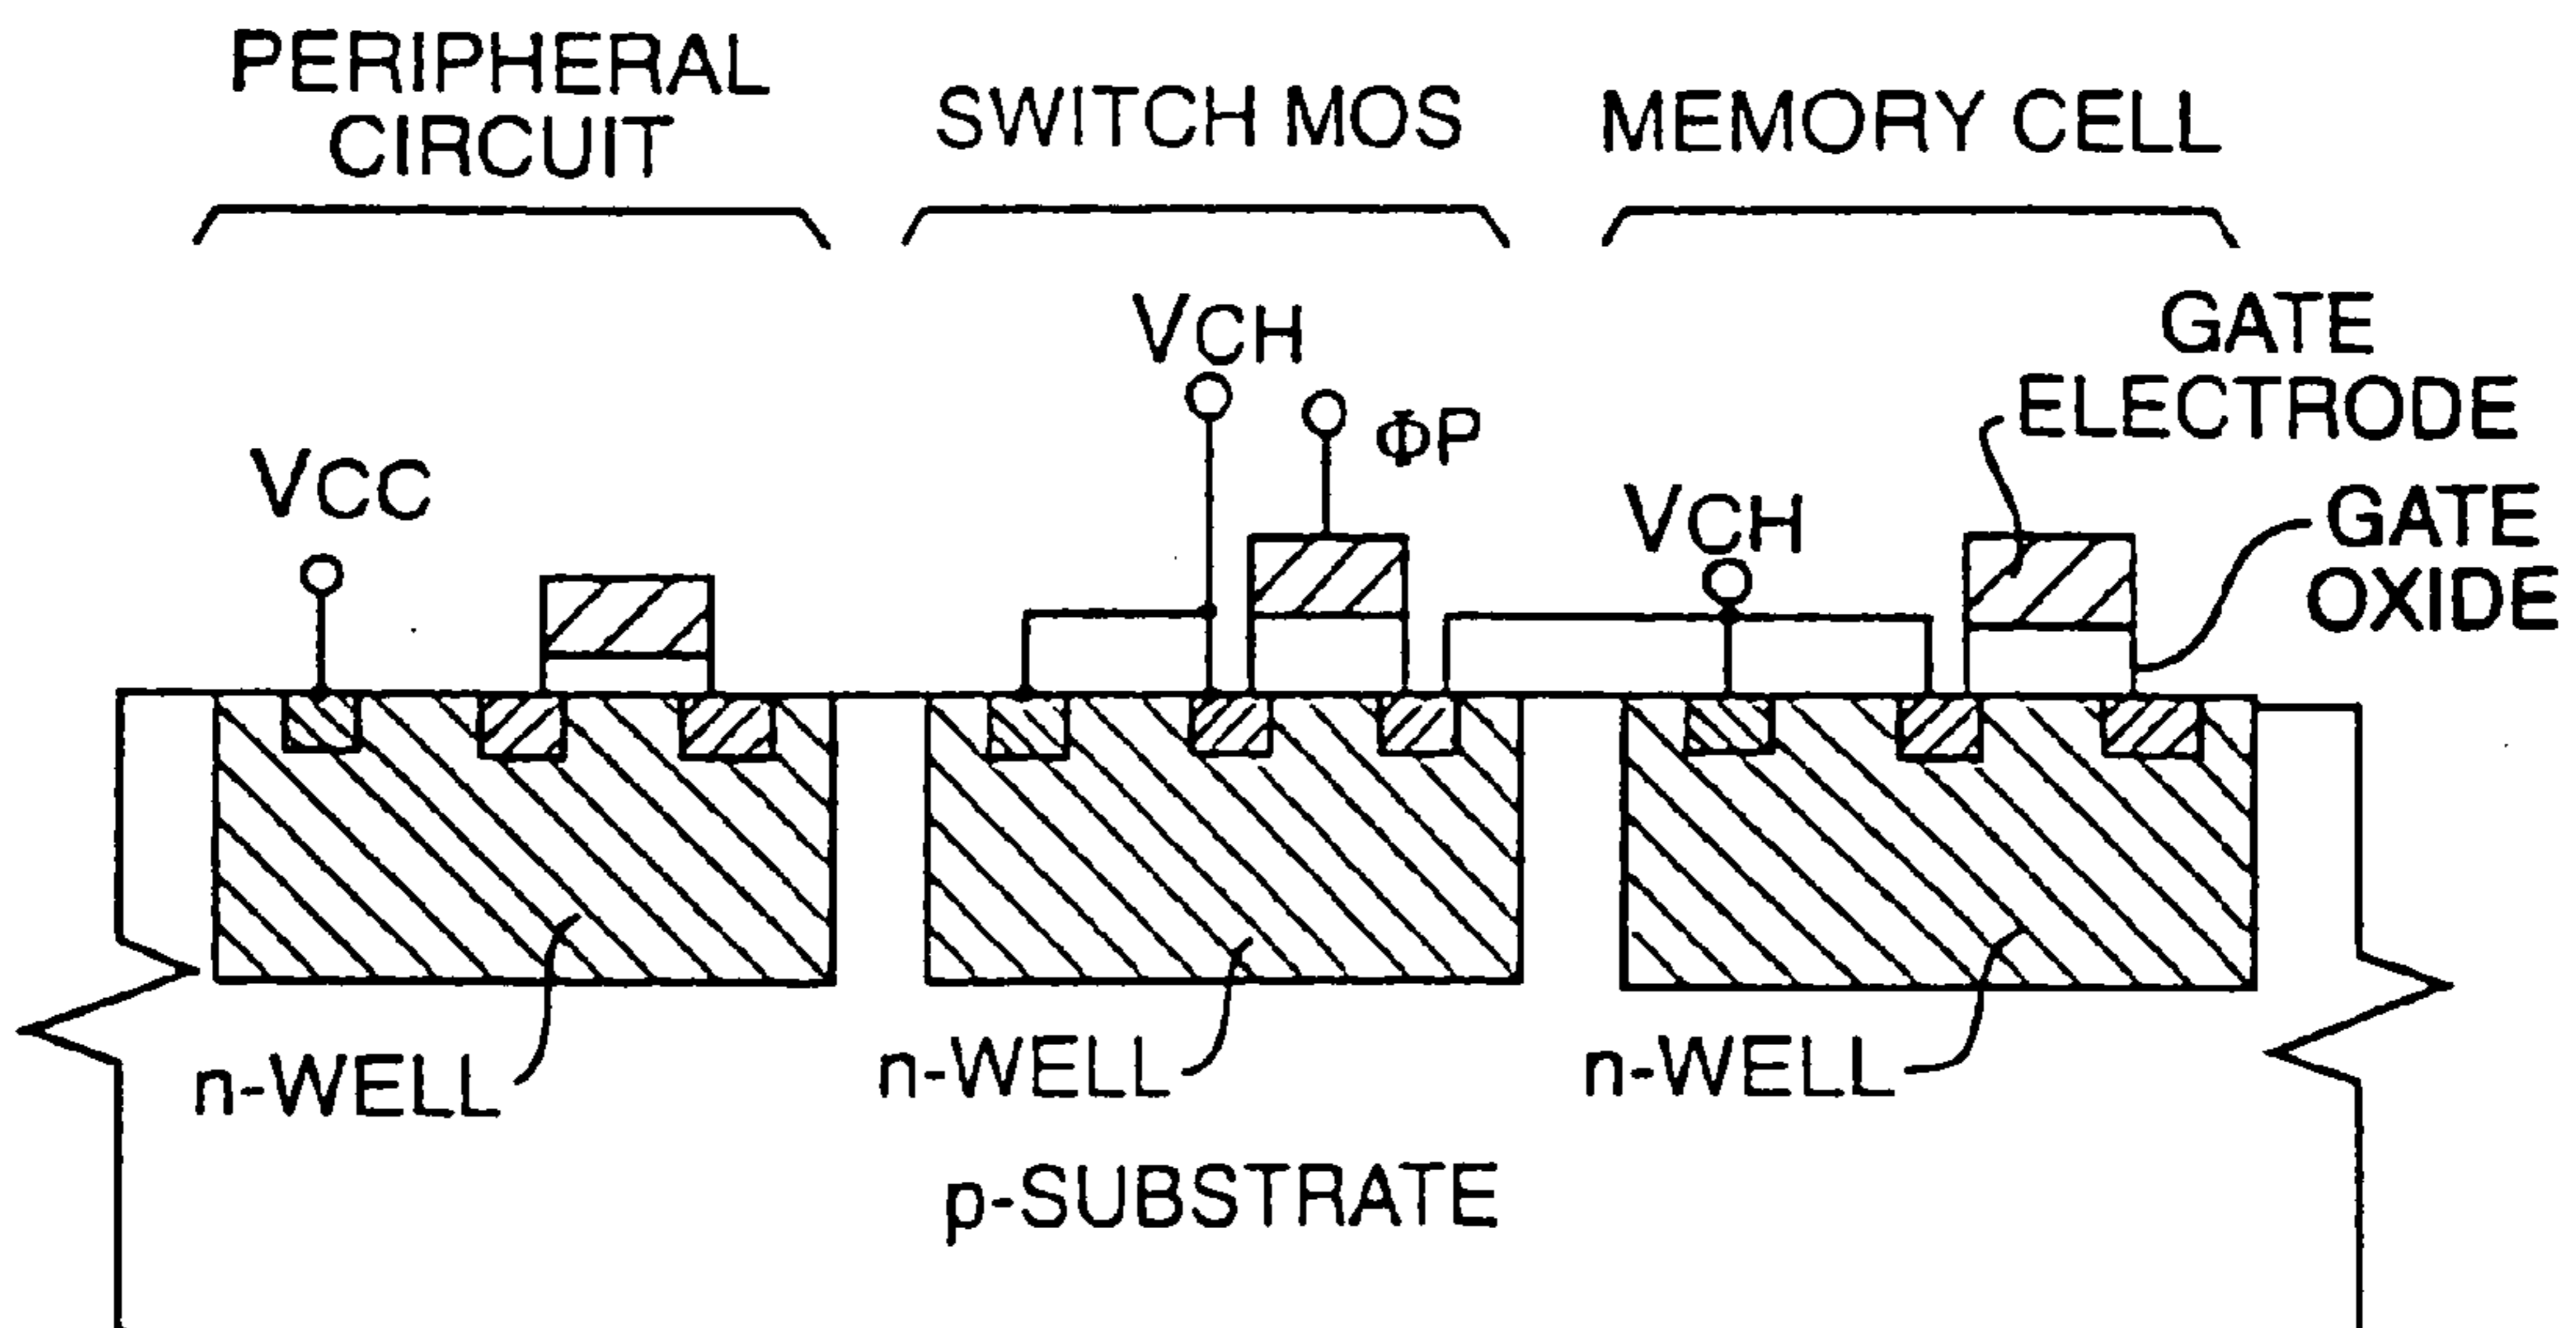 PERIPHERAL
CIRCUIT
SWITCH MOS
MEMORY CELL
VCH
ΦP
VCC
VCH
GATE
ELECTRODE
GATE
OXIDE
n-WELL
n-WELL
n-WELL
p-SUBSTRATE